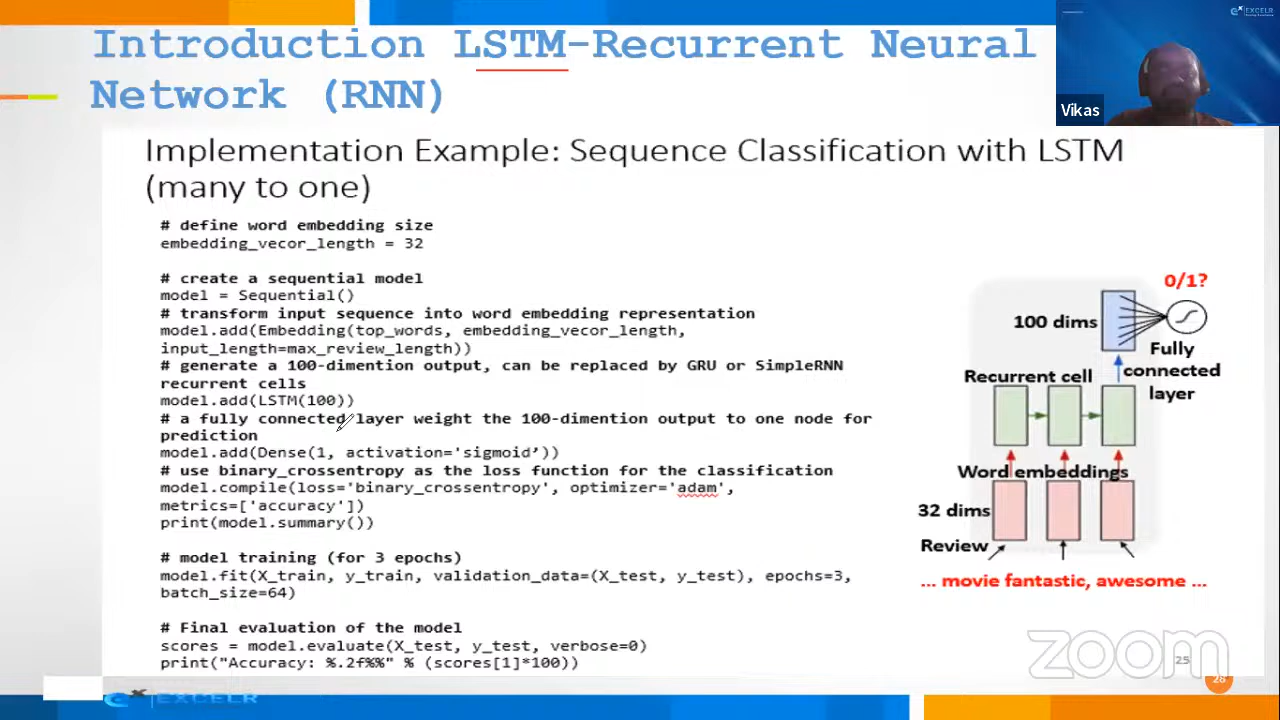 Introduction LSTM-Recurrent Neural
Network (RNN)
EXCELR
Vikas
Implementation Example: Sequence Classification with LSTM
(many to one)
# define word embedding size
embedding_vecor_length = 32
# create a sequential model
model = Sequential()
# transform input sequence into word embedding representation
model.add(Embedding(top_words, embedding_vecor_length,
input_length=max_review_length))
# generate a 100-dimention output, can be replaced by GRU or SimpleRNN
recurrent cells
model.add(LSTM(100))
# a fully connected layer weight the 100-dimention output to one node for
prediction
model.add(Dense(1, activation='sigmoid’))
# use binary_crossentropy as the loss function for the classification
model.compile(loss='binary_crossentropy', optimizer='adam',
metrics=['accuracy'])
print(model.summary())
# model training (for 3 epochs)
model.fit(X_train, y_train, validation_data=(X_test, y_test), epochs=3,
batch_size=64)
# Final evaluation of the model
scores = model.evaluate(X_test, y_test, verbose=0)
print("Accuracy: %.2f%%" % (scores[1]*100))
0/1?
100 dims
Fully
connected
layer
Recurrent cell
Word embeddings
32 dims
Review
... movie fantastic, awesome ...
zoom
25
28
EXCELR